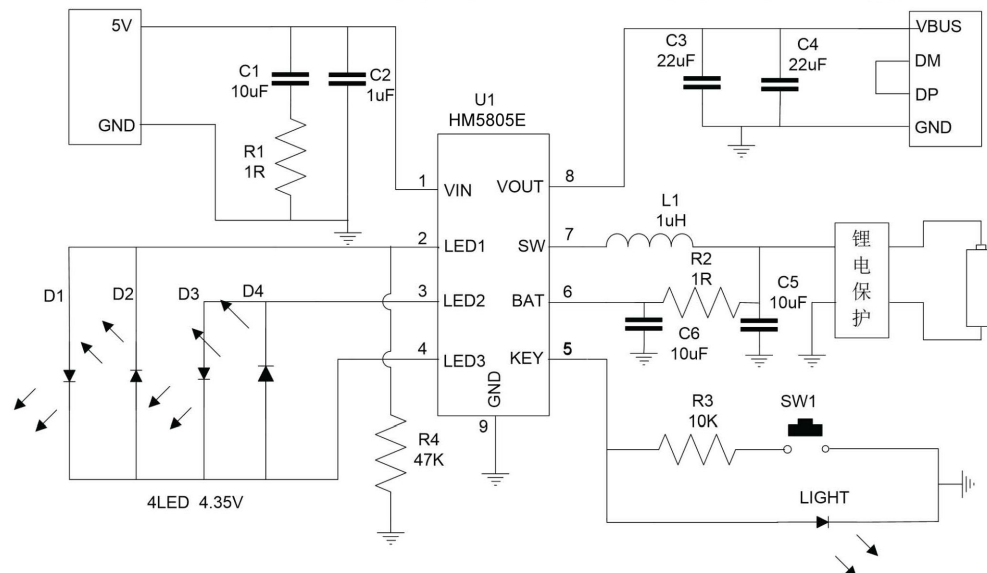 5V
GND
C1
10uF
C2
1uF
R1
1R
U1
HM5805E
C3
22uF
C4
22uF
VBUS
DM
DP
GND
1
VIN
VOUT
8
2
LED1
SW
7
3
LED2
BAT
6
4
LED3
KEY
5
GND
9
L1
1uH
R2
1R
C5
10uF
C6
10uF
锂
电
保
护
D1
D2
D3
D4
R4
47K
4LED 4.35V
R3
10K
SW1
LIGHT